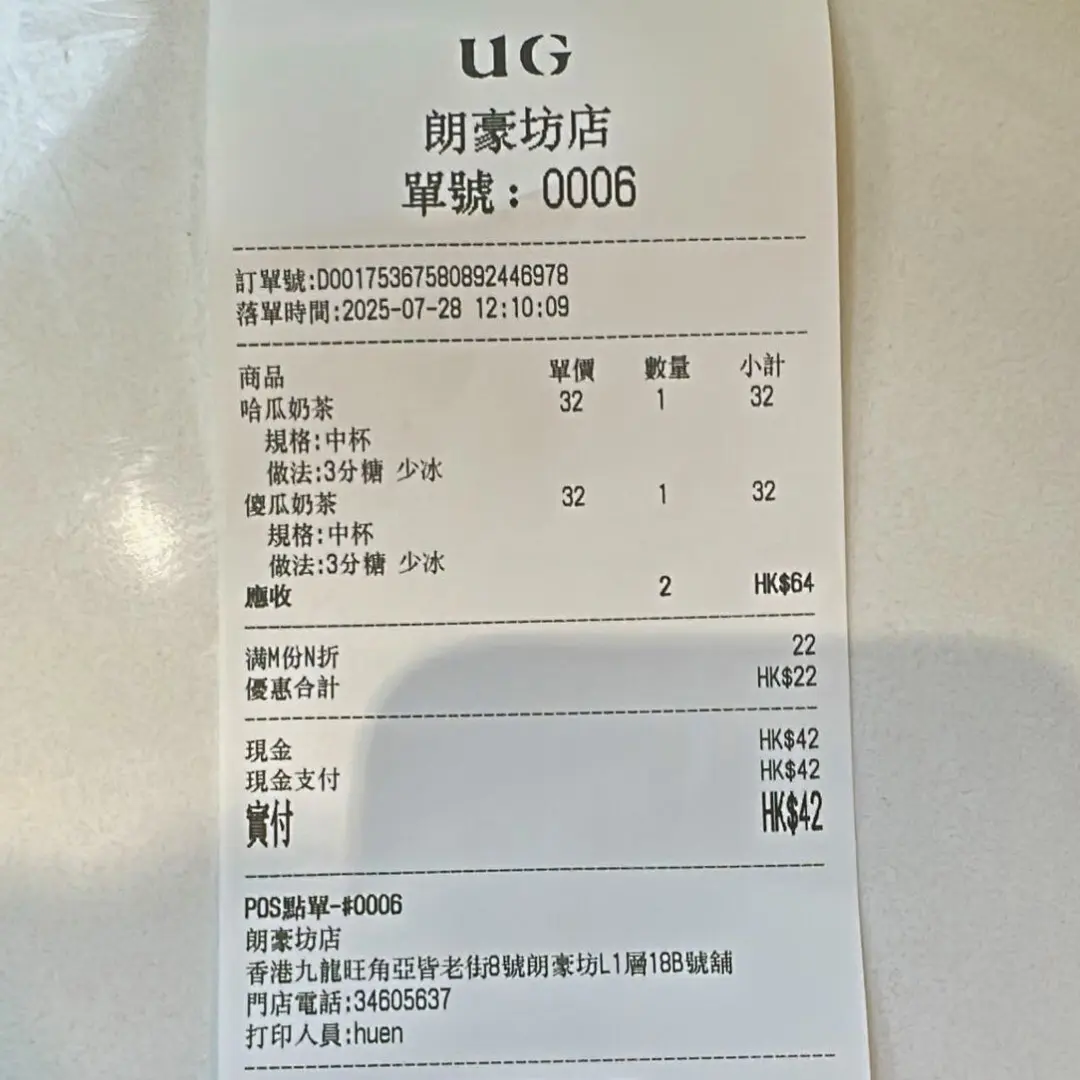 UG
朗豪坊店
單號：0006
訂單號:D00175367580892446978
落單時間:2025-07-28 12:10:09
商品 單價 數量 小計
哈瓜奶茶 32 1 32
規格:中杯
做法:3分糖 少冰
傻瓜奶茶 32 1 32
規格:中杯
做法:3分糖 少冰
應收 2 HK$64
满M份N折 22
優惠合計 HK$22
現金 HK$42
現金支付 HK$42
實付 HK$42
POS點單-#0006
朗豪坊店
香港九龍旺角亞皆老街8號朗豪坊L1層18B號舖
門店電話:34605637
打印人員:huen